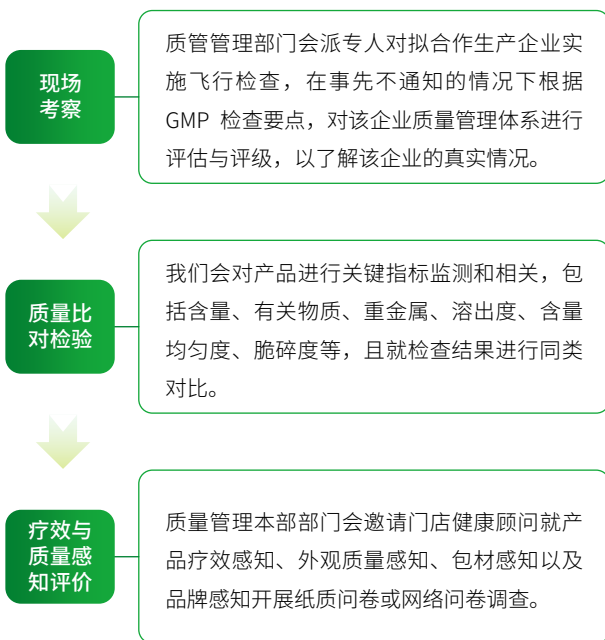 现场
考察
质管管理部门会派专人对拟合作生产企业实
施飞行检查，在事先不通知的情况下根据
GMP 检查要点，对该企业质量管理体系进行
评估与评级，以了解该企业的真实情况。
质量比
对检验
我们会对产品进行关键指标监测和相关，包
括含量、有关物质、重金属、溶出度、含量
均匀度、脆碎度等，且就检查结果进行同类
对比。
疗效与
质量感
知评价
质量管理本部部门会邀请门店健康顾问就产
品疗效感知、外观质量感知、包材感知以及
品牌感知开展纸质问卷或网络问卷调查。